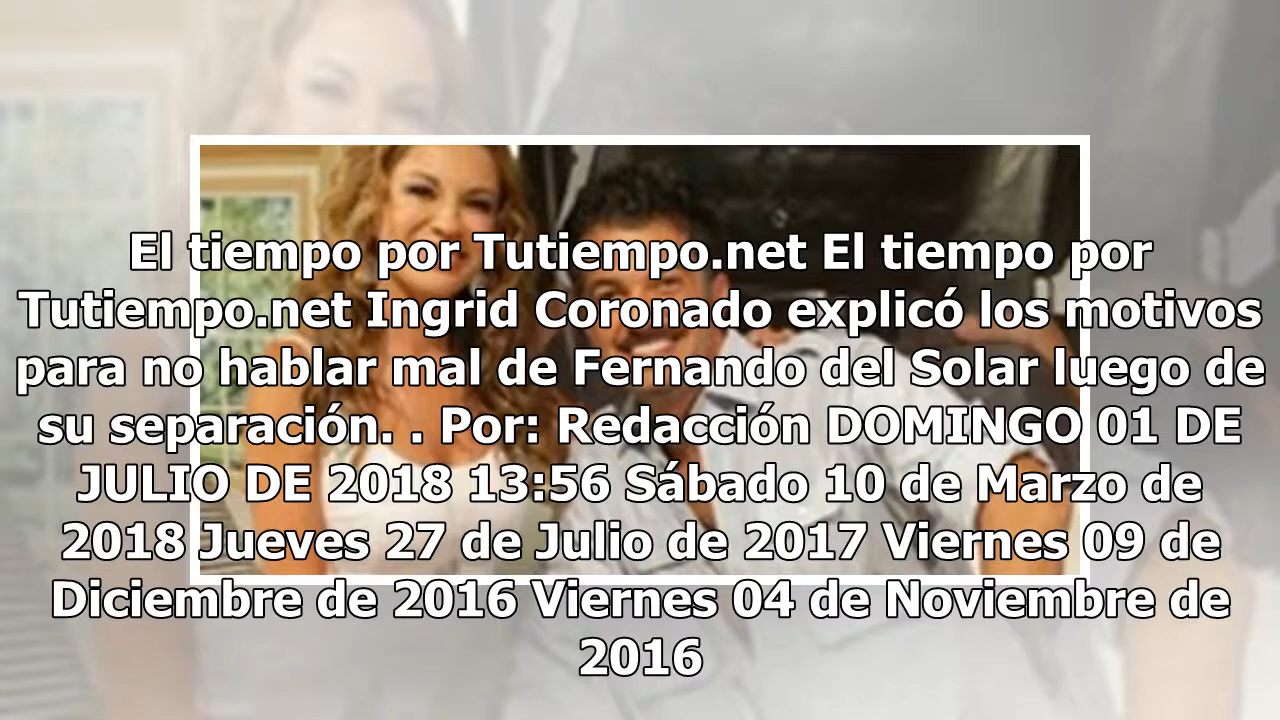 El tiempo por Tutiempo.net El tiempo por
Tutiempo.net Ingrid Coronado explicó los motivos
para no hablar mal de Fernando del Solar luego de
su separación. . Por: Redacción DOMINGO 01 DE
JULIO DE 2018 13:56 Sábado 10 de Marzo de
2018 Jueves 27 de Julio de 2017 Viernes 09 de
Diciembre de 2016 Viernes 04 de Noviembre de
2016